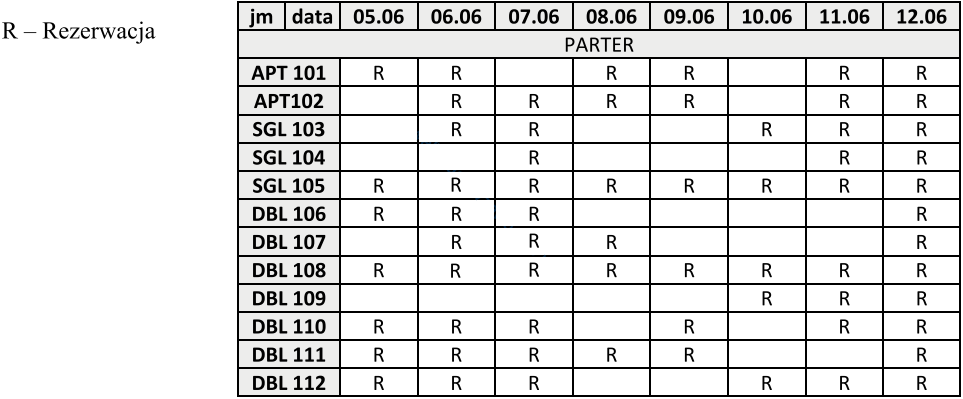 R – Rezerwacja
jm data 05.06 06.06 07.06 08.06 09.06 10.06 11.06 12.06
PARTER
APT 101 R R R R R R
APT102 R R R R R R
SGL 103 R R R R R
SGL 104 R R R
SGL 105 R R R R R R R R
DBL 106 R R R R
DBL 107 R R R R
DBL 108 R R R R R R R R
DBL 109 R R R
DBL 110 R R R R R R
DBL 111 R R R R R R
DBL 112 R R R R R R